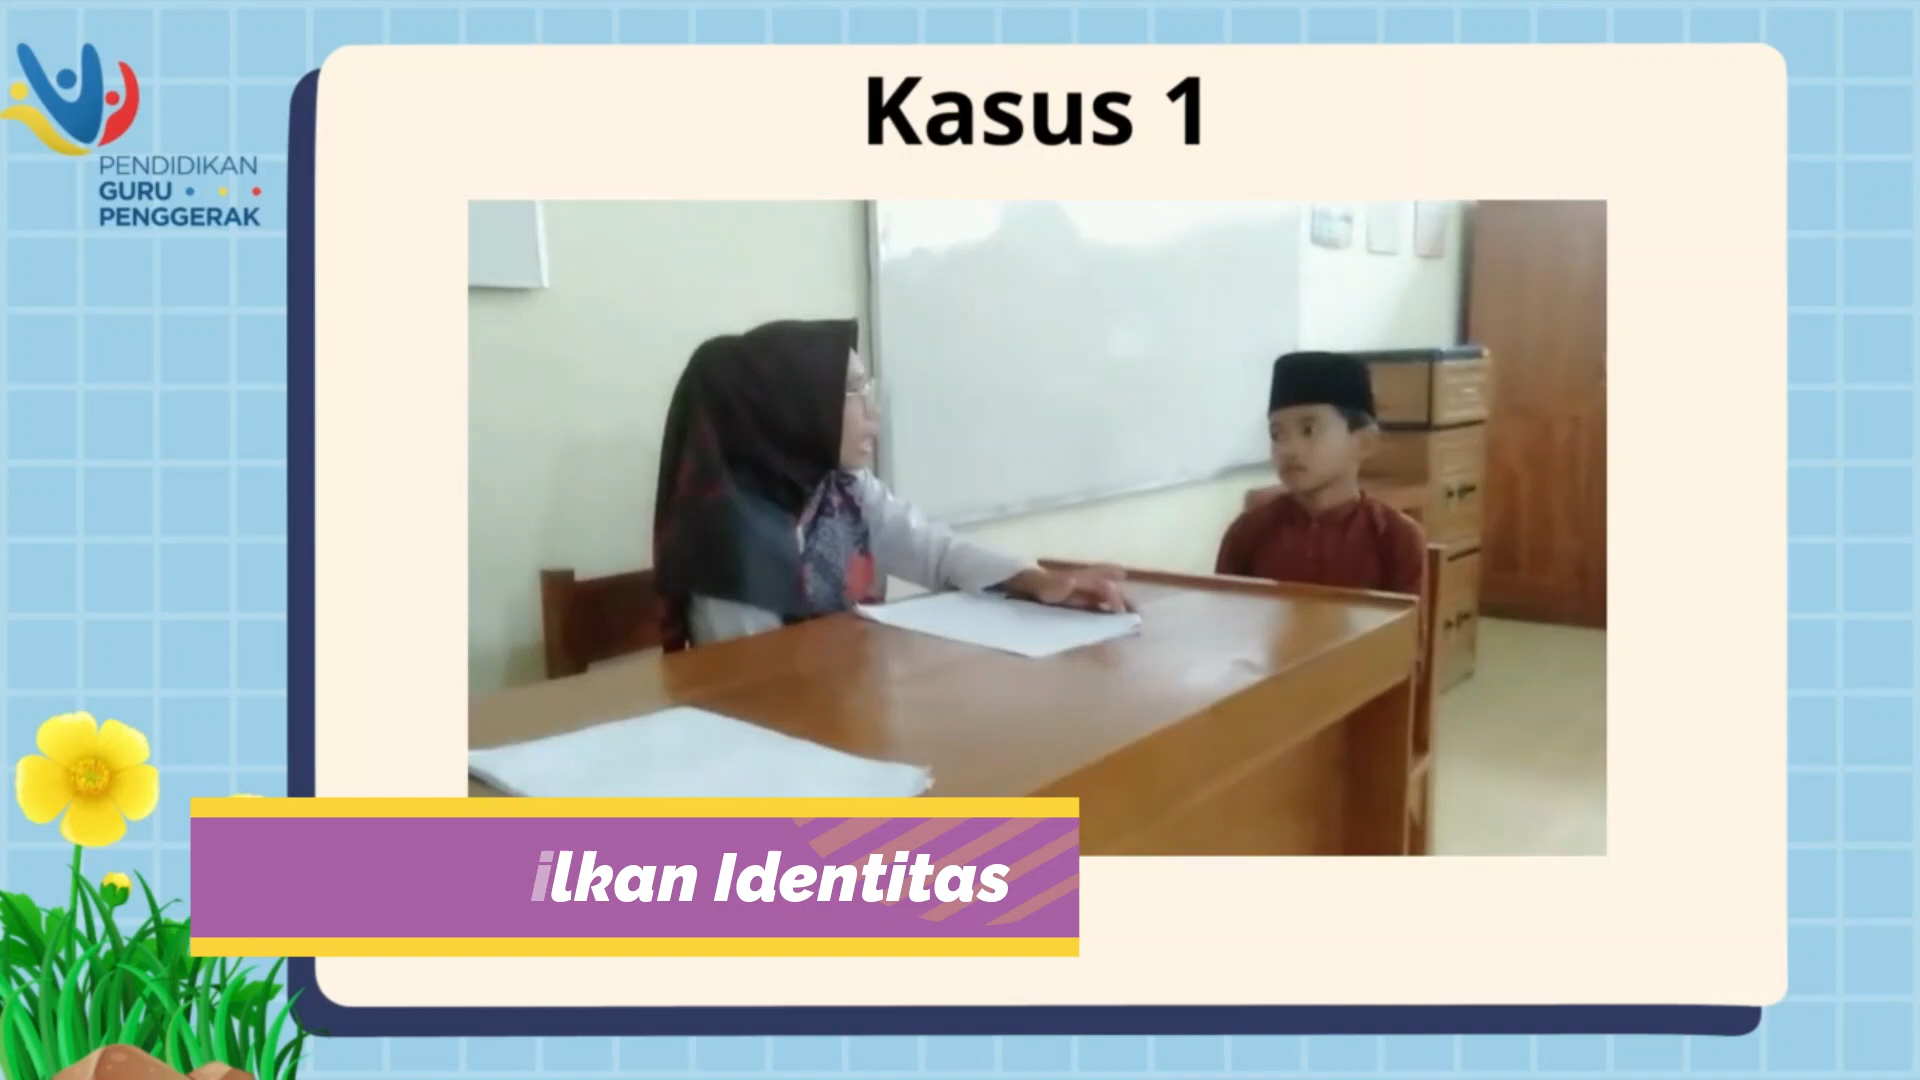 Kasus 1
PENDIDIKAN
GURU
PENGGERAK
ilkan Identitas